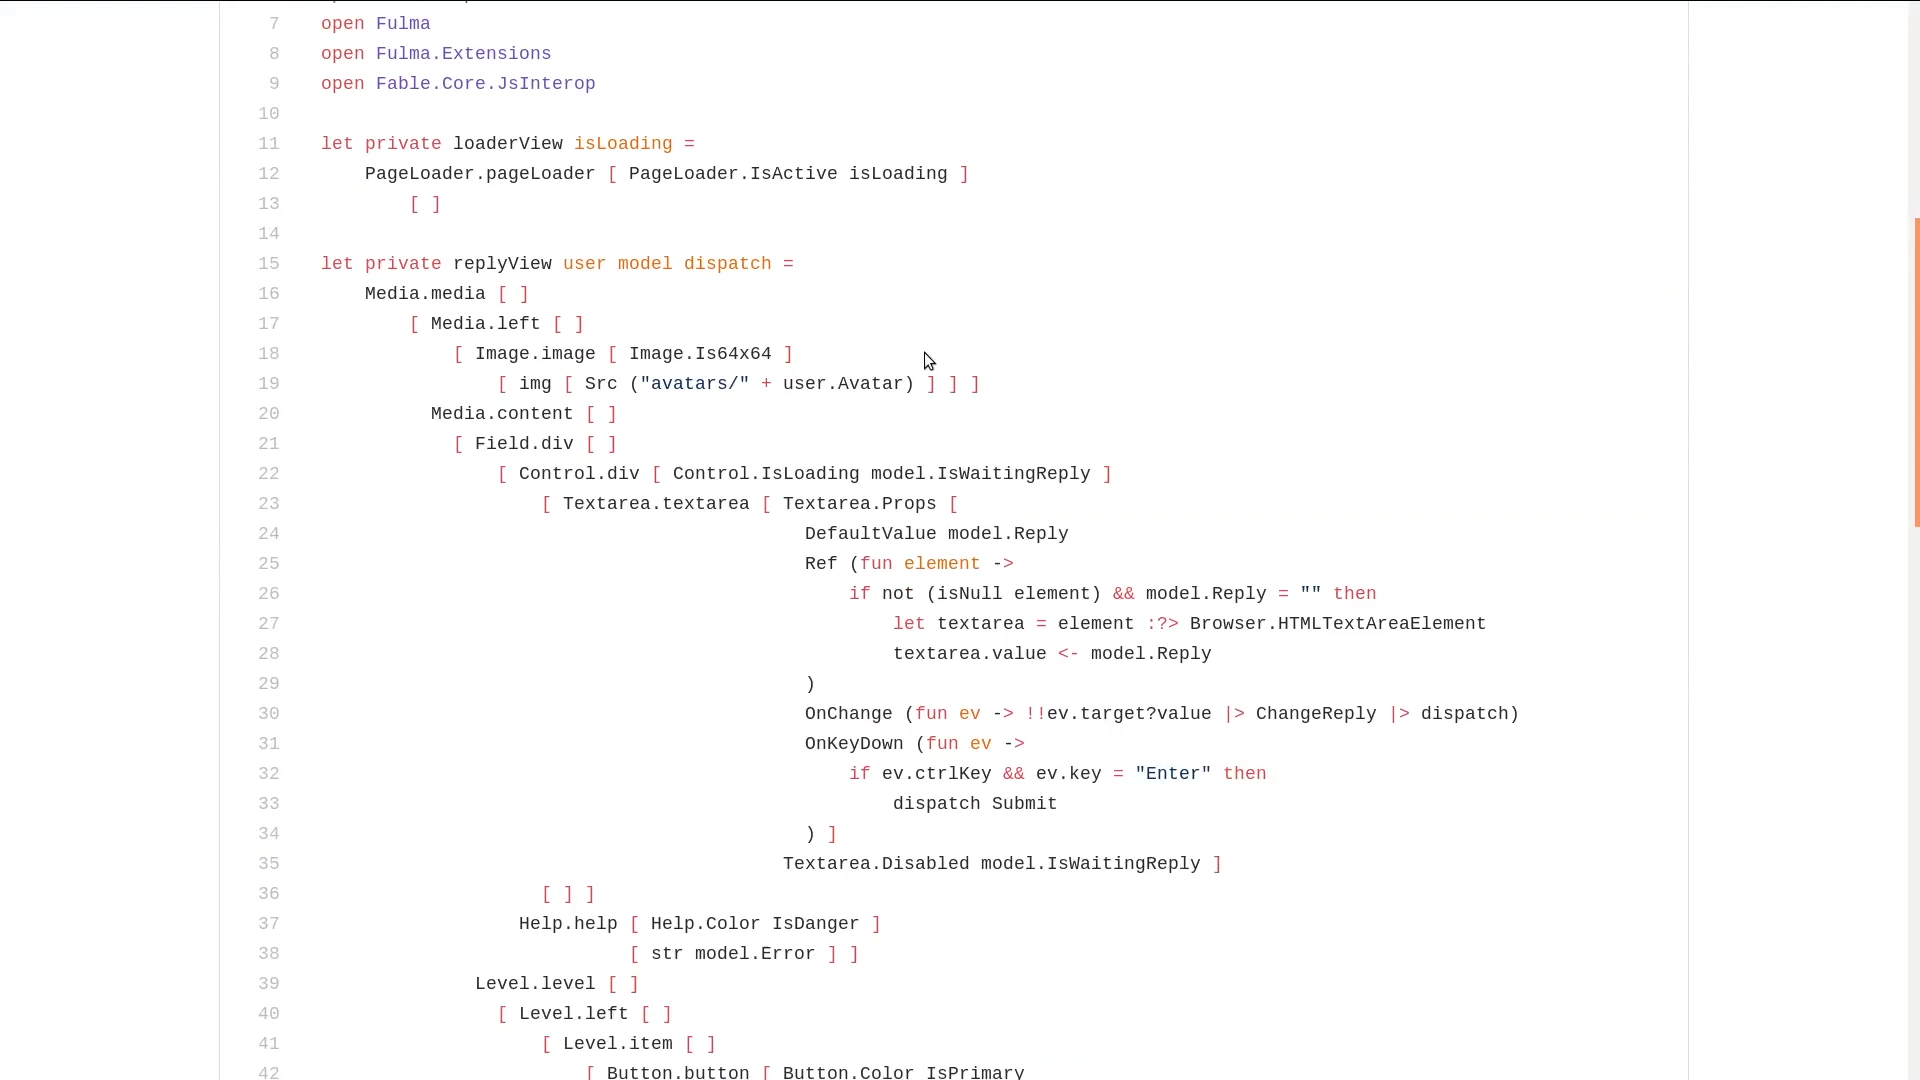 7 open Fulma
8 open Fulma.Extensions
9 open Fable.Core.JsInterop
10
11 let private loaderView isLoading =
12     PageLoader.pageLoader [ PageLoader.IsActive isLoading ]
13         [ ]
14
15 let private replyView user model dispatch =
16     Media.media [ ]
17         [ Media.left [ ]
18             [ Image.image [ Image.Is64x64 ]
19                 [ img [ Src ("avatars/" + user.Avatar) ] ] ]
20           Media.content [ ]
21             [ Field.div [ ]
22                 [ Control.div [ Control.IsLoading model.IsWaitingReply ]
23                     [ Textarea.textarea [ Textarea.Props [
24                                             DefaultValue model.Reply
25                                             Ref (fun element ->
26                                                 if not (isNull element) && model.Reply = "" then
27                                                     let textarea = element :?> Browser.HTMLTextAreaElement
28                                                     textarea.value <- model.Reply
29                                             )
30                                             OnChange (fun ev -> !!ev.target?value |> ChangeReply |> dispatch)
31                                             OnKeyDown (fun ev ->
32                                                 if ev.ctrlKey && ev.key = "Enter" then
33                                                     dispatch Submit
34                                             ) ]
35                                           Textarea.Disabled model.IsWaitingReply ]
36                     [ ] ]
37                   Help.help [ Help.Color IsDanger ]
38                             [ str model.Error ] ]
39               Level.level [ ]
40                 [ Level.left [ ]
41                     [ Level.item [ ]
42                         [ Button.button [ Button.Color IsPrimary